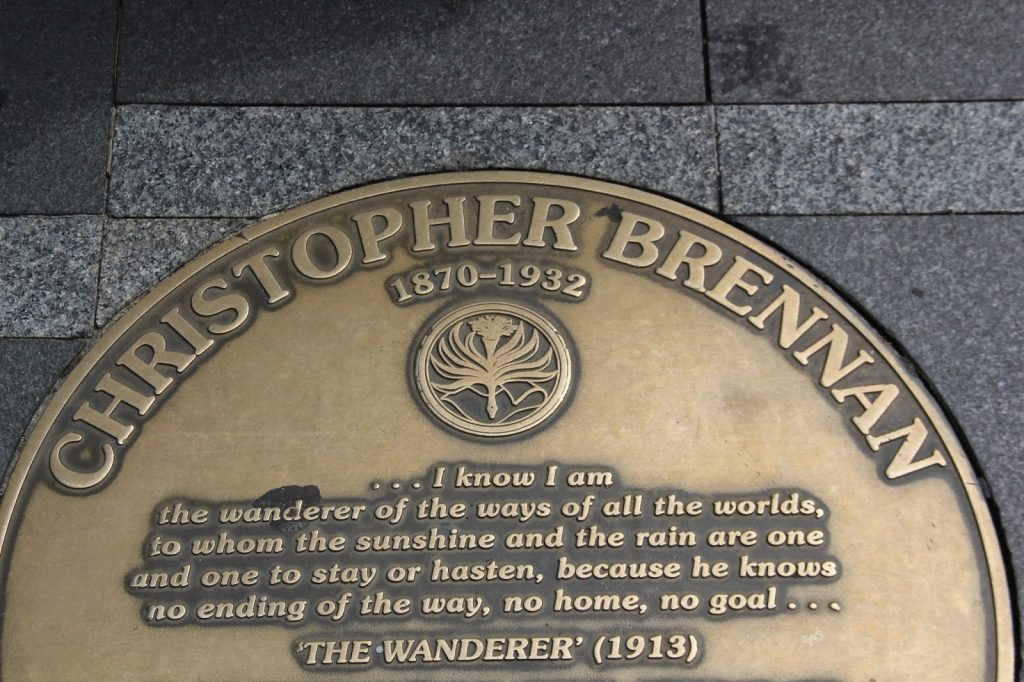 CHRISTOPHER BRENNAN
1870–1932
. . . I know I am
the wanderer of the ways of all the worlds,
to whom the sunshine and the rain are one
and one to stay or hasten, because he knows
no ending of the way, no home, no goal . . .
‘THE WANDERER’ (1913)